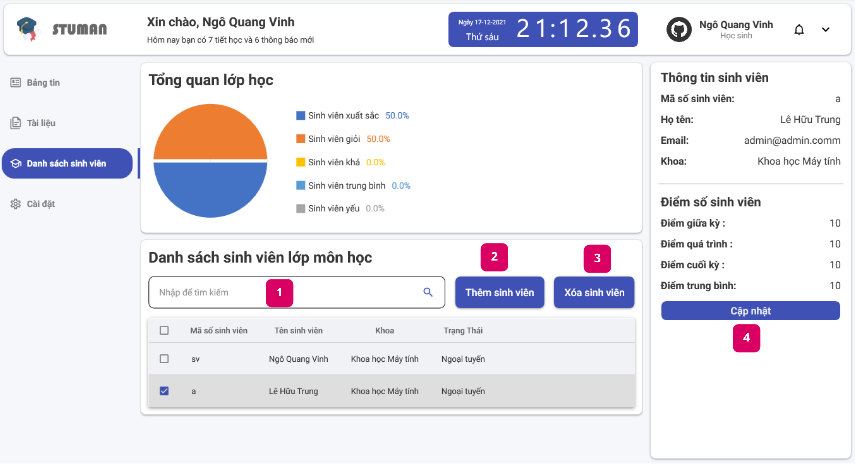 STUMAN
Xin chào, Ngô Quang Vinh
Hôm nay bạn có 7 tiết học và 6 thông báo mới
Ngày 17-12-2021
Thứ sáu
21:12.36
Ngô Quang Vinh
Học sinh
Bảng tin
Tài liệu
Danh sách sinh viên
Cài đặt
Tổng quan lớp học
Sinh viên xuất sắc 50.0%
Sinh viên giỏi 50.0%
Sinh viên khá 0.0%
Sinh viên trung bình 0.0%
Sinh viên yếu 0.0%
Danh sách sinh viên lớp môn học
2
3
Nhập để tìm kiếm
1
Thêm sinh viên
Xóa sinh viên
Mã số sinh viên Tên sinh viên Khoa Trạng Thái
sv Ngô Quang Vinh Khoa học Máy tính Ngoại tuyến
a Lê Hữu Trung Khoa học Máy tính Ngoại tuyến
Thông tin sinh viên
Mã số sinh viên: a
Họ tên: Lê Hữu Trung
Email: admin@admin.comm
Khoa: Khoa học Máy tính
Điểm số sinh viên
Điểm giữa kỳ : 10
Điểm quá trình : 10
Điểm cuối kỳ : 10
Điểm trung bình: 10
Cập nhật
4